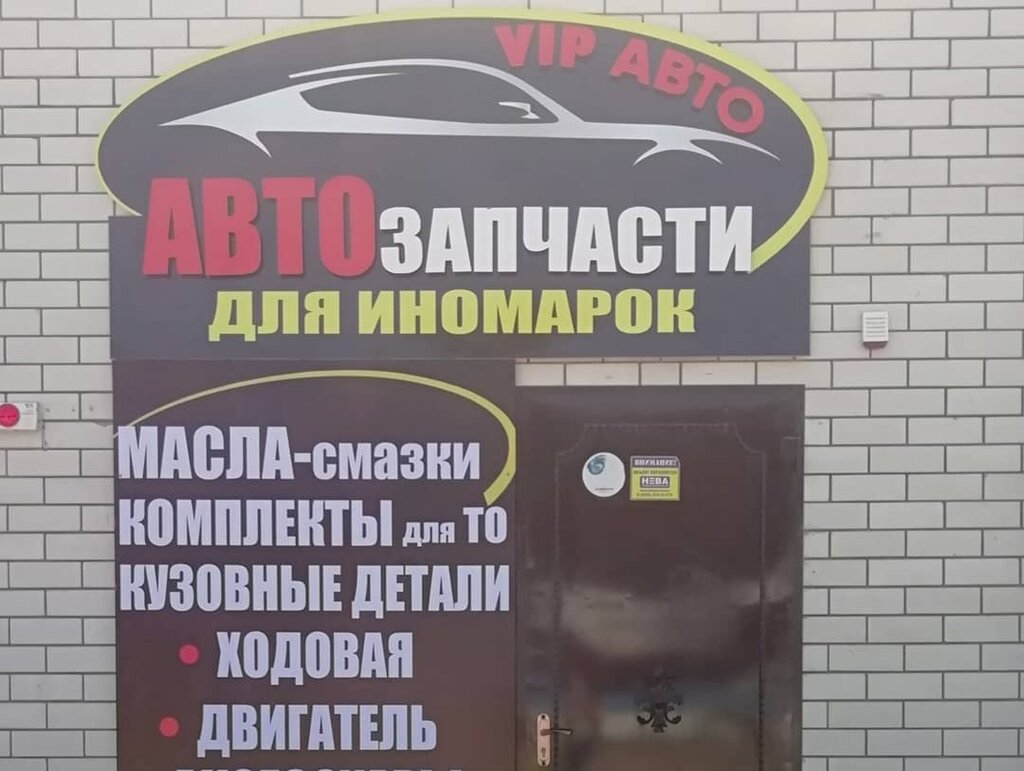 VIP АВТО
АВТОЗАПЧАСТИ
ДЛЯ ИНОМАРОК
МАСЛА-смазки
КОМПЛЕКТЫ для ТО
КУЗОВНЫЕ ДЕТАЛИ
• ХОДОВАЯ
• ДВИГАТЕЛЬ
ВНИМАНИЕ!
НЕВА